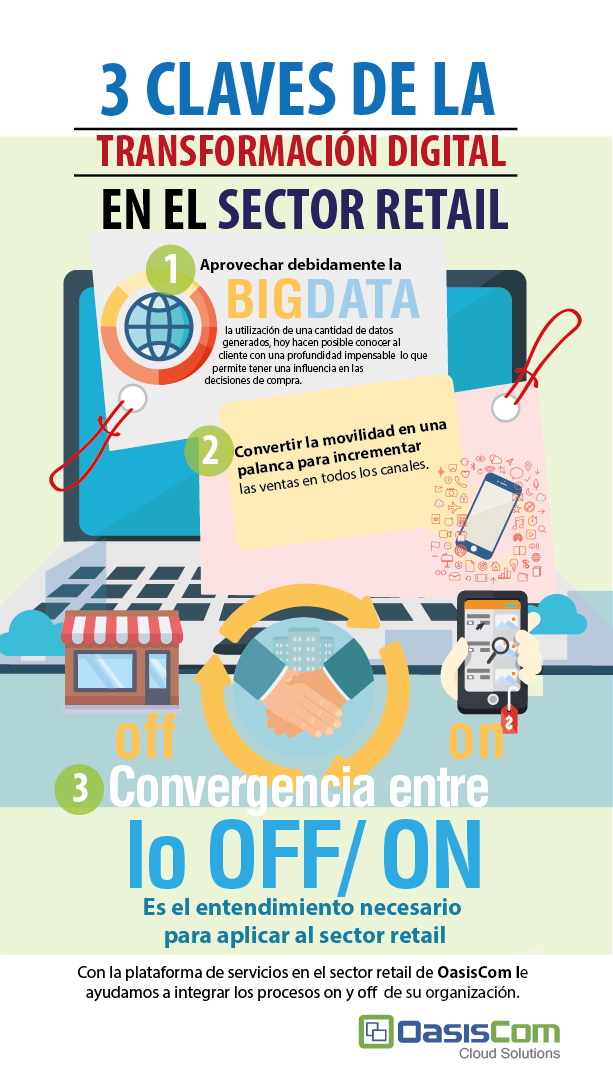 3 CLAVES DE LA
TRANSFORMACIÓN DIGITAL
EN EL SECTOR RETAIL
1
Aprovechar debidamente la
BIGDATA
la utilización de una cantidad de datos
generados, hoy hacen posible conocer al
cliente con una profundidad impensable lo que
permite tener una influencia en las
decisiones de compra.
2
Convertir la movilidad en una
palanca para incrementar
las ventas en todos los canales.
off
on
$
3 Convergencia entre
lo OFF/ ON
Es el entendimiento necesario
para aplicar al sector retail
Con la plataforma de servicios en el sector retail de OasisCom le
ayudamos a integrar los procesos on y off de su organización.
OasisCom
Cloud Solutions